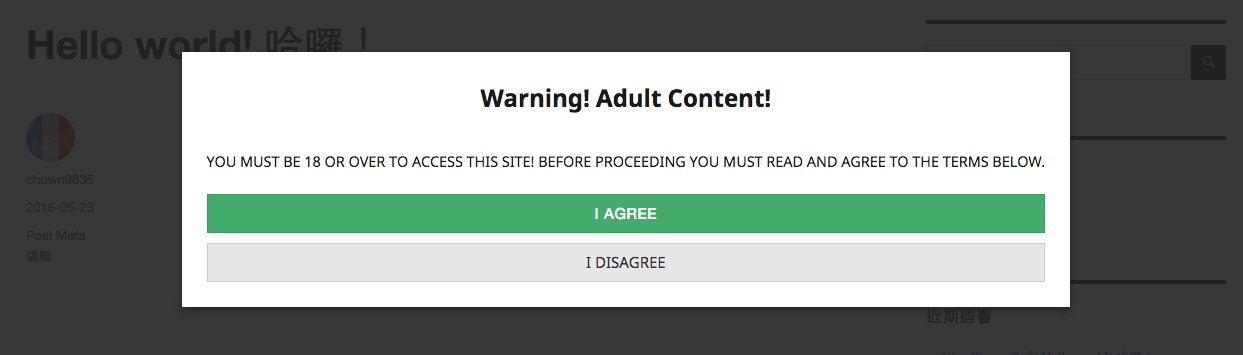 Hello world! 哈囉！
Warning! Adult Content!
YOU MUST BE 18 OR OVER TO ACCESS THIS SITE! BEFORE PROCEEDING YOU MUST READ AND AGREE TO THE TERMS BELOW.
I AGREE
I DISAGREE
chown9835
2016-05-23
Post Meta
編輯
近期迴響